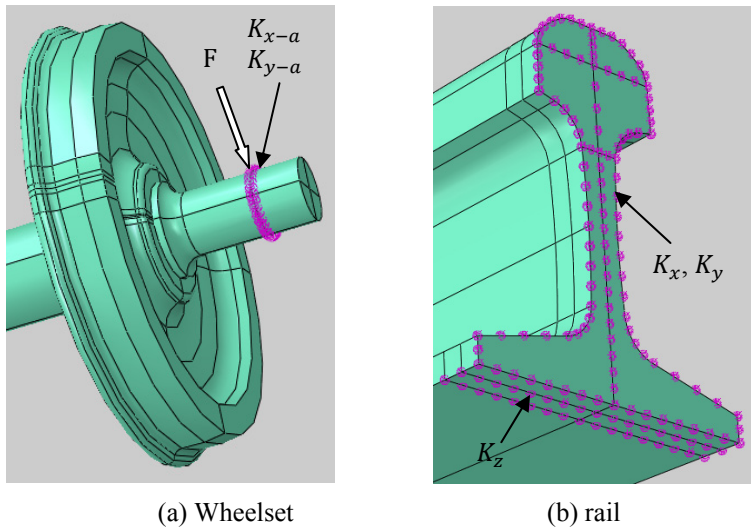 K_{x-a}
F
K_{y-a}
K_x, K_y
K_z
(a) Wheelset
(b) rail